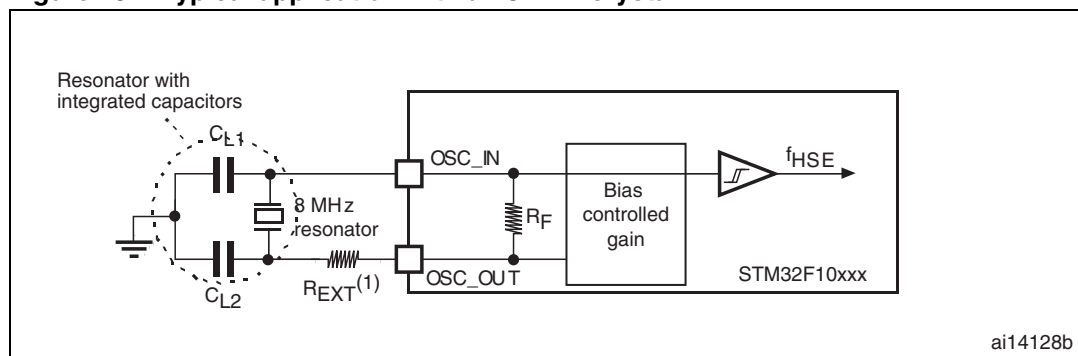 Resonator with
integrated capacitors
CL1
OSC_IN
fHSE
8 MHz
resonator
RF
Bias
controlled
gain
STM32F10xxx
REXT(1)
OSC_OUT
CL2
ai14128b